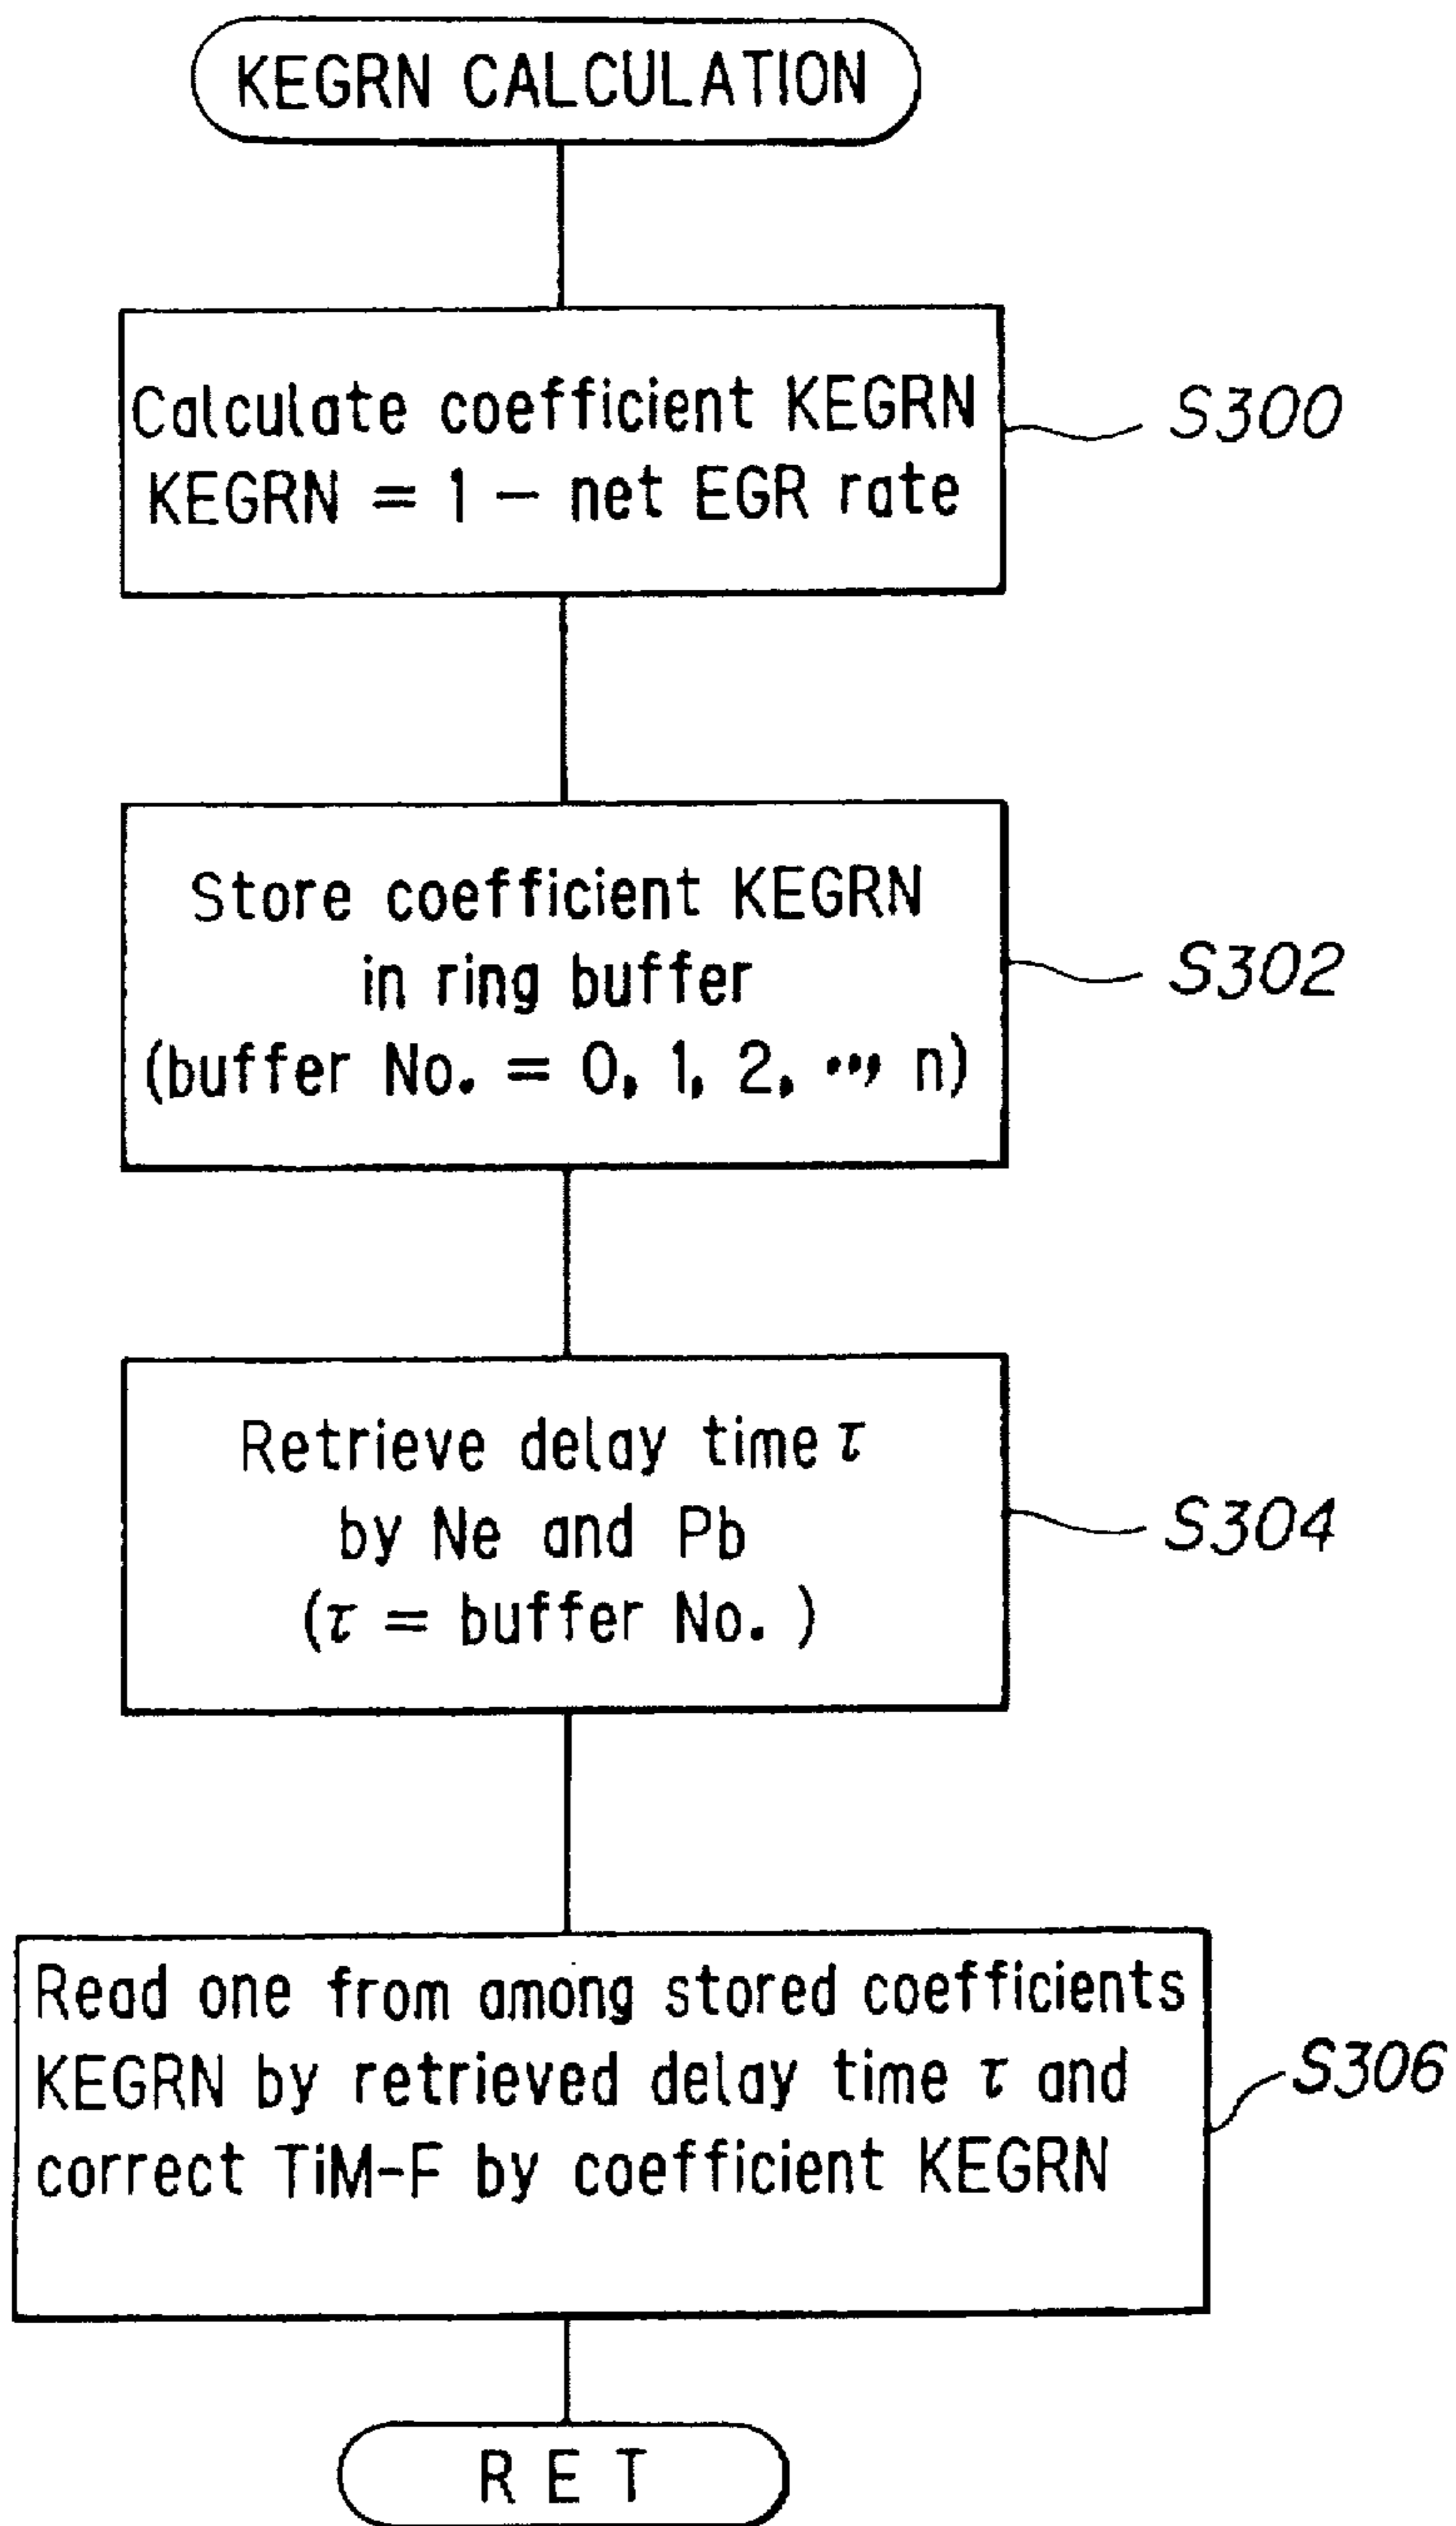 KEGRN CALCULATION
Calculate coefficient KEGRN
KEGRN = 1 – net EGR rate
S300
Store coefficient KEGRN
in ring buffer
(buffer No. = 0, 1, 2, ..., n)
S302
Retrieve delay time τ
by Ne and Pb
(τ = buffer No. )
S304
Read one from among stored coefficients
KEGRN by retrieved delay time τ and
correct TiM-F by coefficient KEGRN
S306
R E T